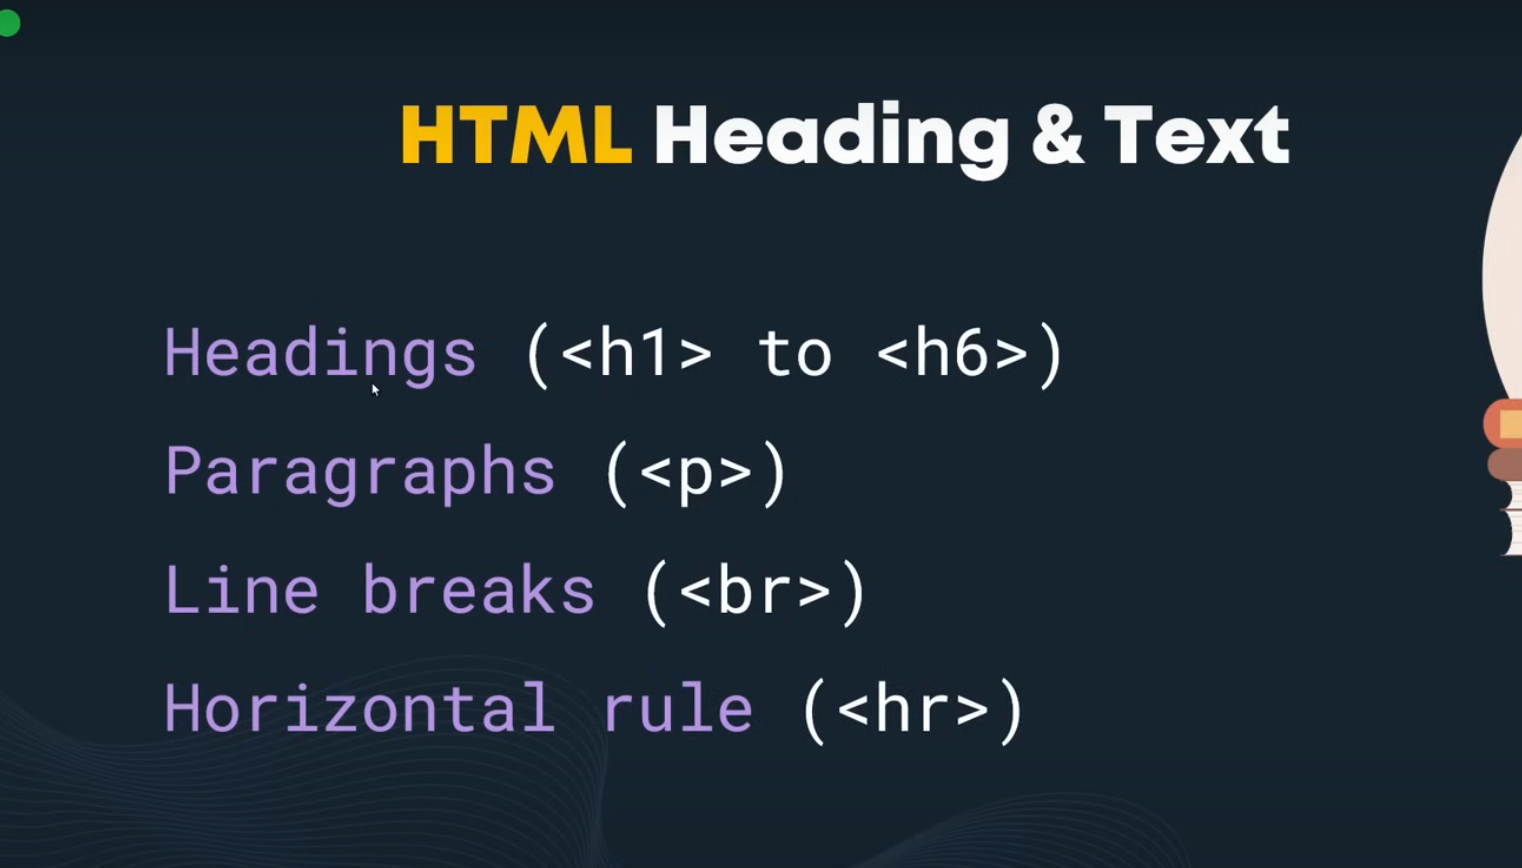 HTML Heading & Text
Headings (<h1> to <h6>)
Paragraphs (<p>)
Line breaks (<br>)
Horizontal rule (<hr>)